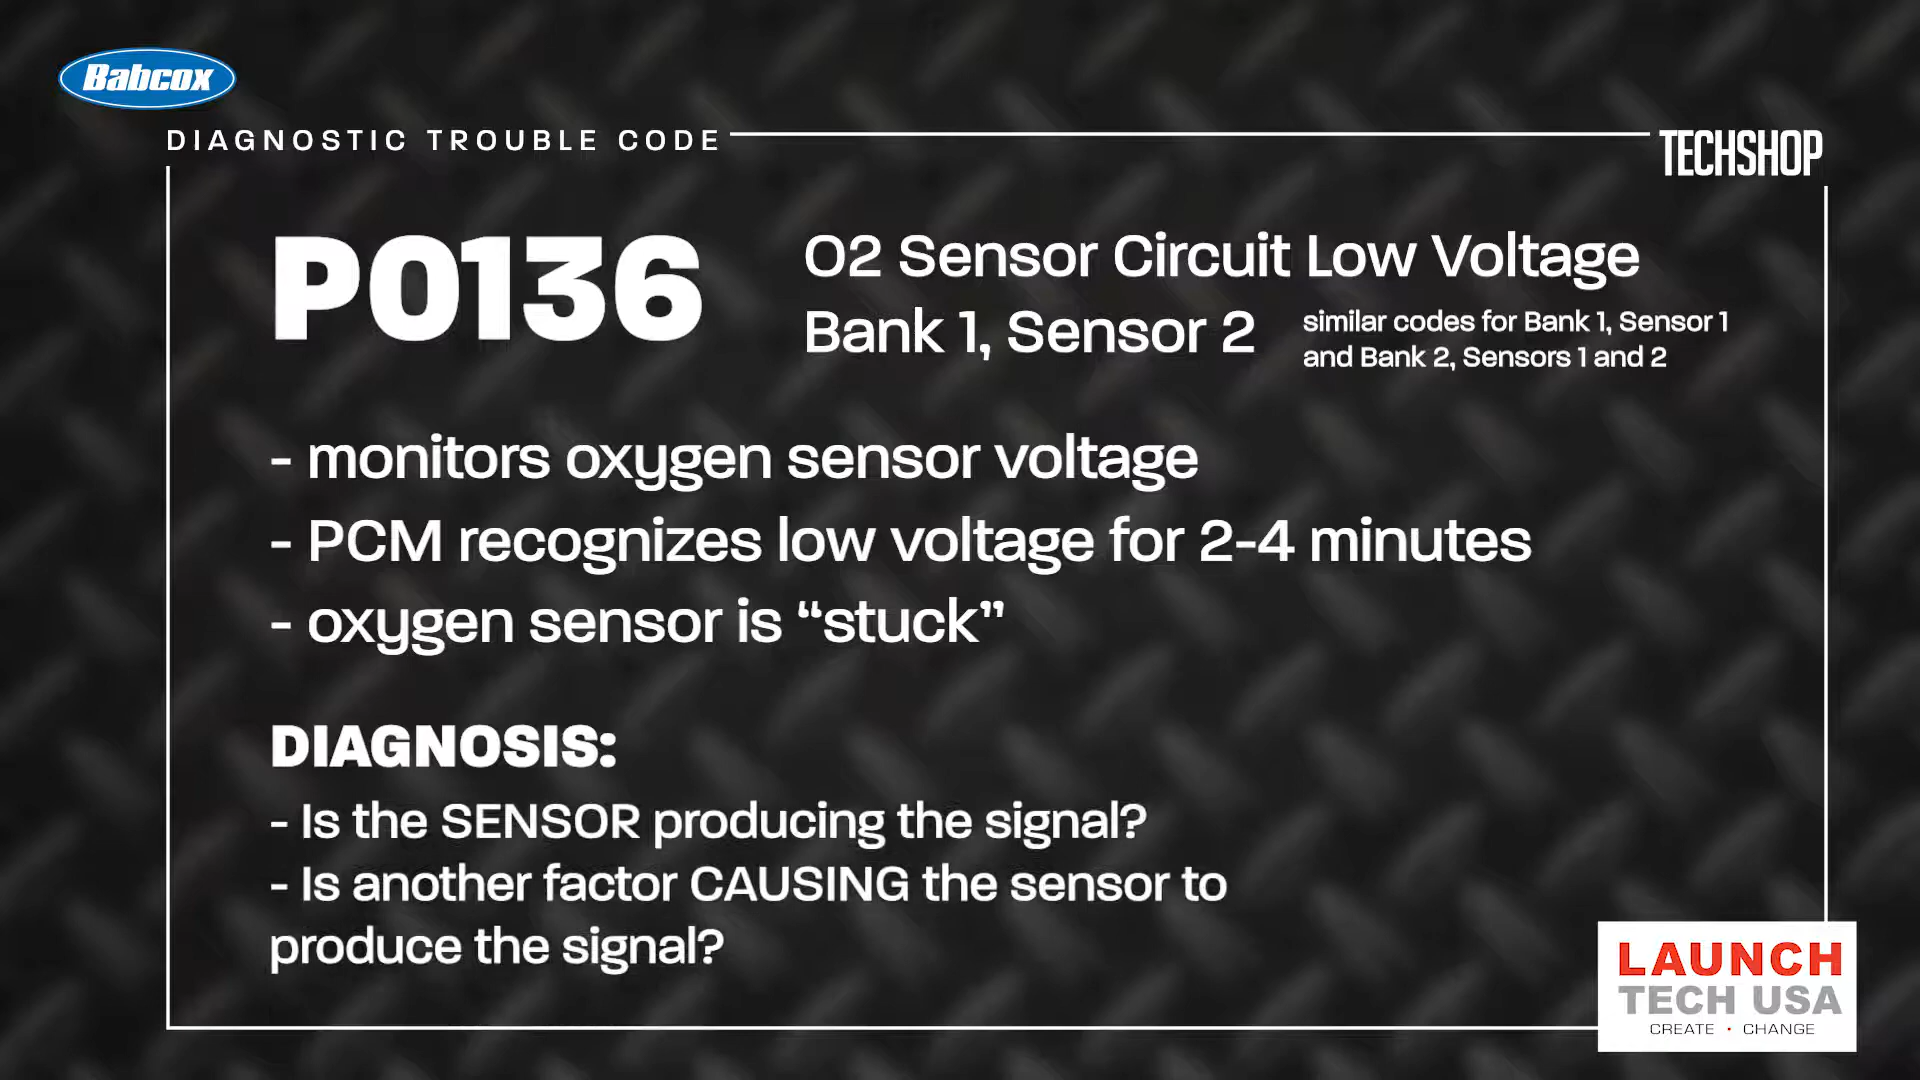 Babcox
DIAGNOSTIC TROUBLE CODE
TECHSHOP
P0136
O2 Sensor Circuit Low Voltage
Bank 1, Sensor 2
similar codes for Bank 1, Sensor 1
and Bank 2, Sensors 1 and 2
- monitors oxygen sensor voltage
- PCM recognizes low voltage for 2-4 minutes
- oxygen sensor is “stuck”
DIAGNOSIS:
- Is the SENSOR producing the signal?
- Is another factor CAUSING the sensor to
produce the signal?
LAUNCH
TECH USA
CREATE • CHANGE